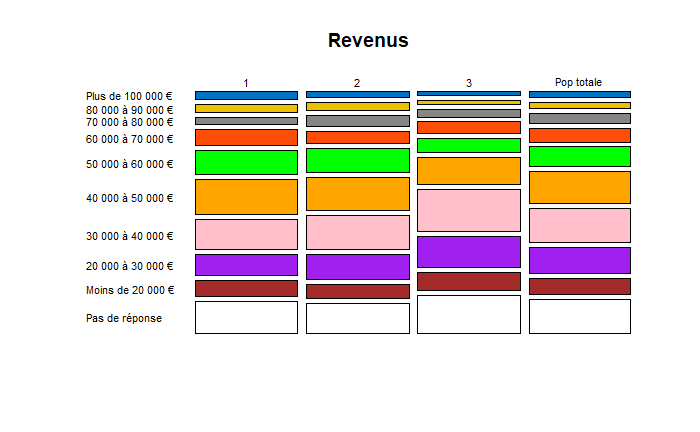 Revenus
1 2 3 Pop totale
Plus de 100 000 €
80 000 à 90 000 €
70 000 à 80 000 €
60 000 à 70 000 €
50 000 à 60 000 €
40 000 à 50 000 €
30 000 à 40 000 €
20 000 à 30 000 €
Moins de 20 000 €
Pas de réponse